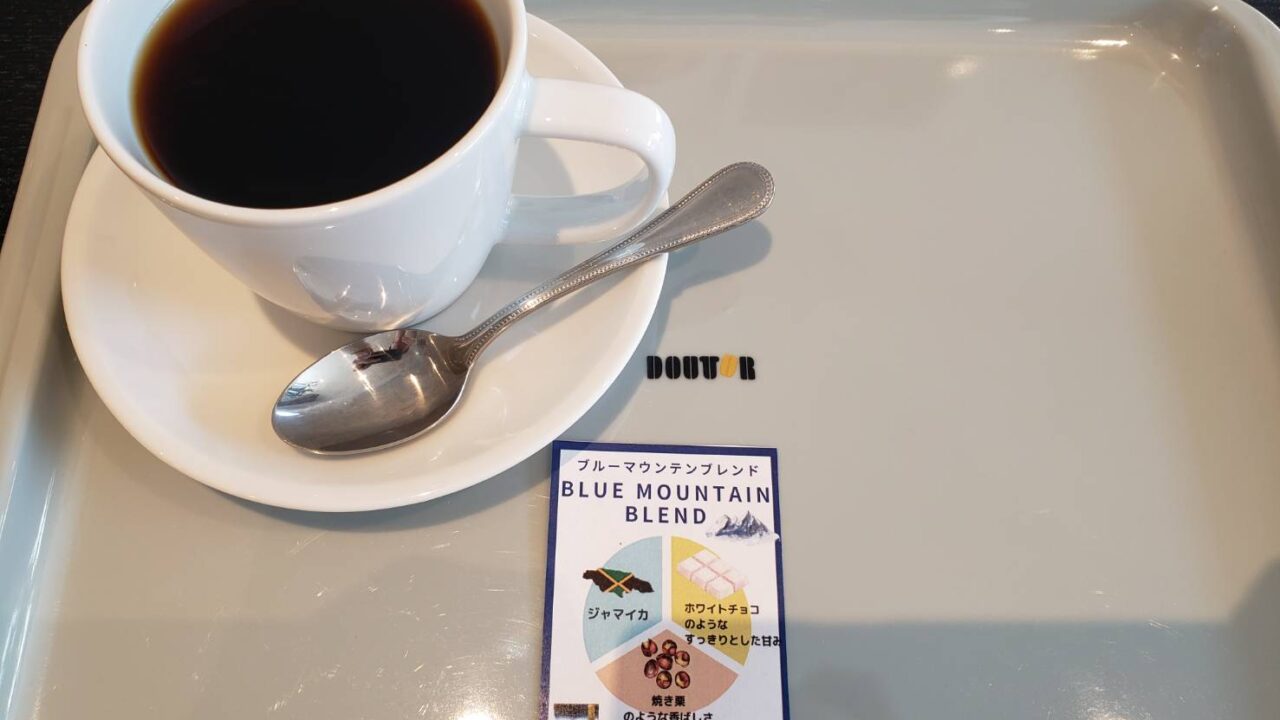 DOUTOR
ブルーマウンテンブレンド
BLUE MOUNTAIN
BLEND
ジャマイカ
ホワイトチョコ
のような
すっきりとした甘み
焼き栗
のような香ばしさ